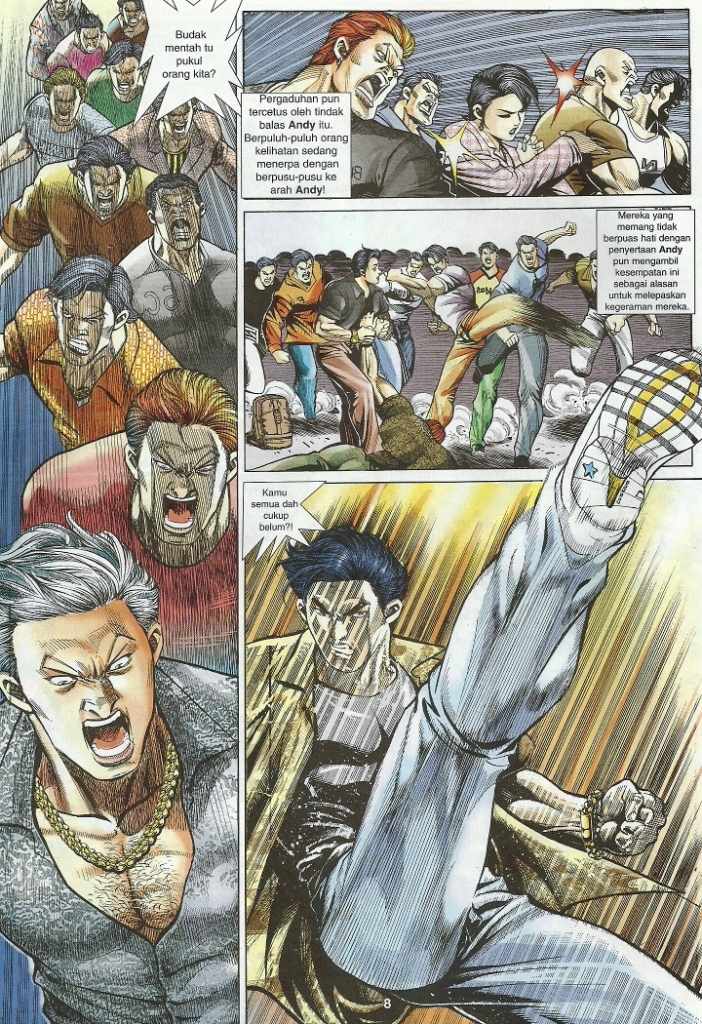 Budak
mentah tu
pukul
orang kita?
Pergaduhan pun
tercetus oleh tindak
balas Andy itu.
Berpuluh-puluh orang
kelihatan sedang
menerpa dengan
berpusu-pusu ke
arah Andy!
Mereka yang
memang tidak
berpuas hati dengan
penyertaan Andy
pun mengambil
kesempatan ini
sebagai alasan
untuk melepaskan
kegeraman mereka.
Kamu
semua dah
cukup
belum?!
8